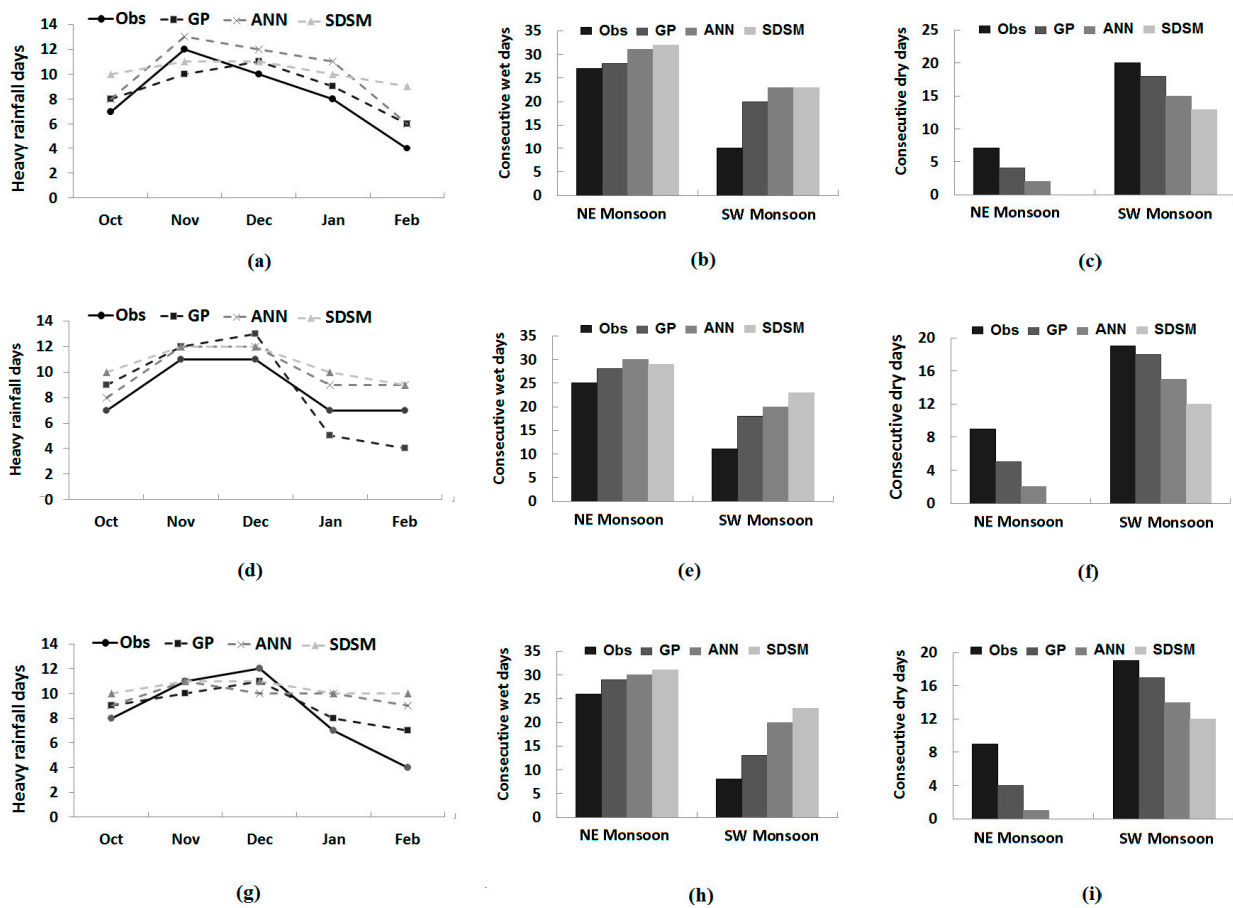 Heavy rainfall days
14
12
10
8
6
4
2
0
Obs GP ANN SDSM
Oct Nov Dec Jan Feb
(a)
Consecutive wet days
35
30
25
20
15
10
5
0
Obs GP ANN SDSM
NE Monsoon SW Monsoon
(b)
Consecutive dry days
25
20
15
10
5
0
Obs GP ANN SDSM
NE Monsoon SW Monsoon
(c)
Heavy rainfall days
14
12
10
8
6
4
2
0
Obs GP ANN SDSM
Oct Nov Dec Jan Feb
(d)
Consecutive wet days
35
30
25
20
15
10
5
0
Obs GP ANN SDSM
NE Monsoon SW Monsoon
(e)
Consecutive dry days
20
16
12
8
4
0
Obs GP ANN SDSM
NE Monsoon SW Monsoon
(f)
Heavy rainfall days
14
12
10
8
6
4
2
0
Obs GP ANN SDSM
Oct Nov Dec Jan Feb
(g)
Consecutive wet days
35
30
25
20
15
10
5
0
Obs GP ANN SDSM
NE Monsoon SW Monsoon
(h)
Consecutive dry days
20
16
12
8
4
0
Obs GP ANN SDSM
NE Monsoon SW Monsoon
(i)